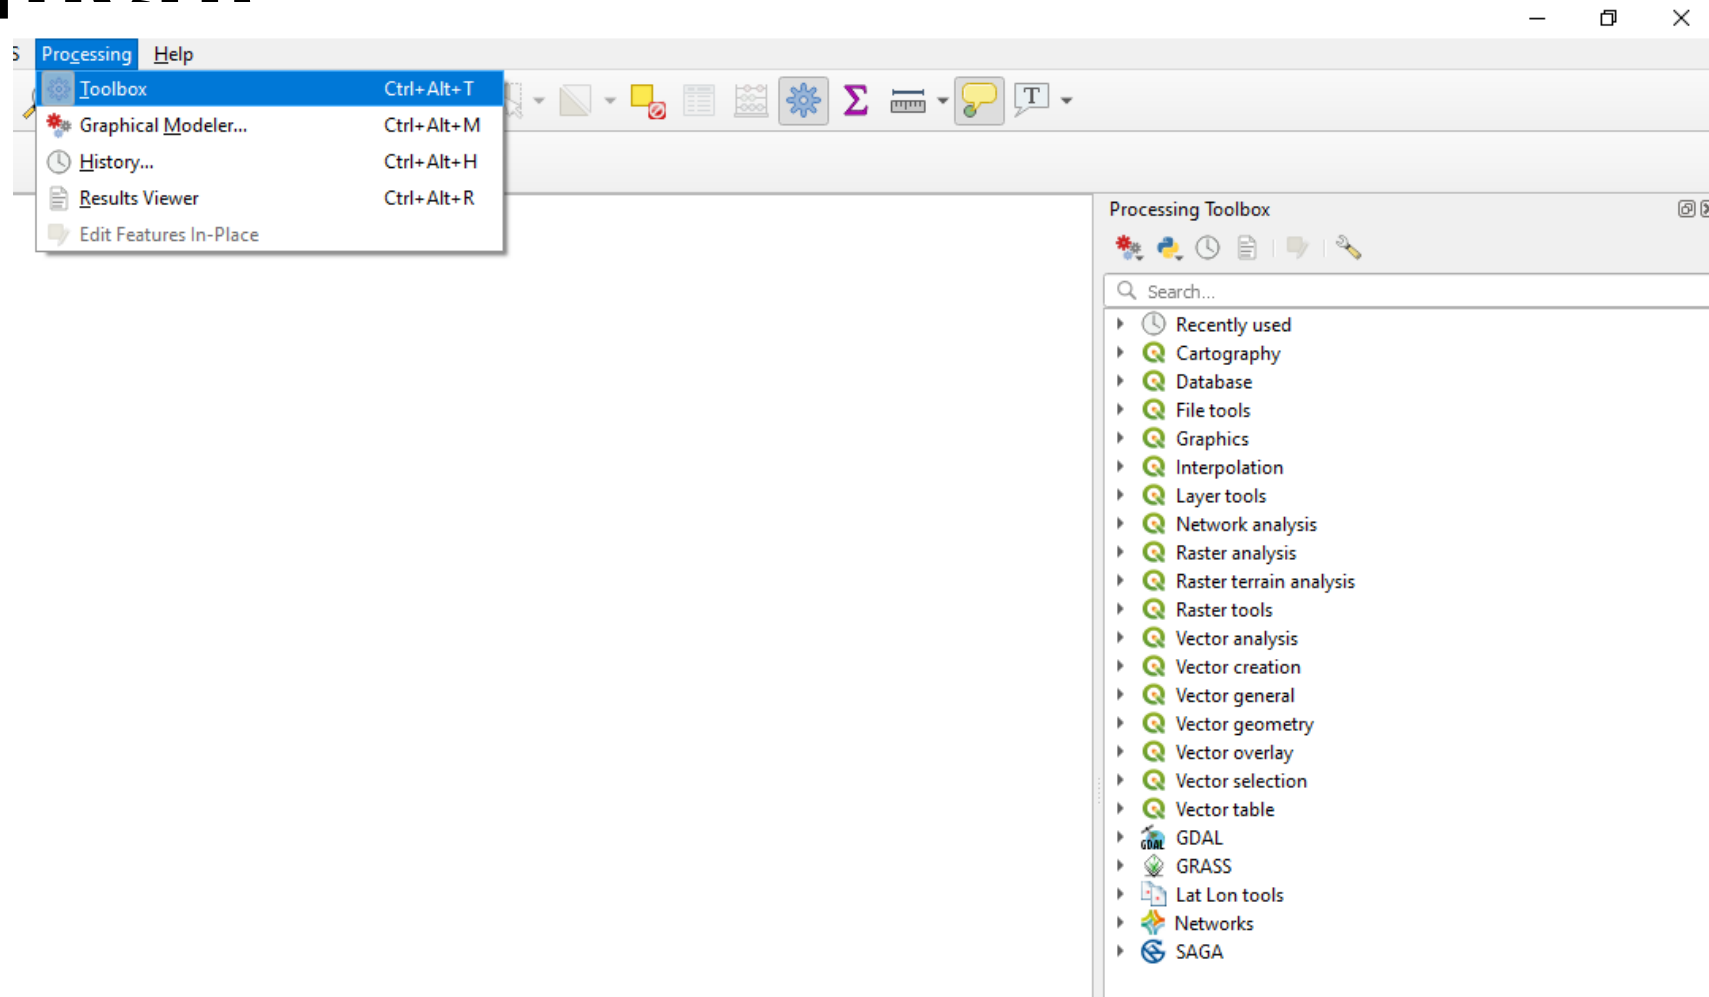 S Processing Help
Toolbox Ctrl+Alt+T
Graphical Modeler... Ctrl+Alt+M
History... Ctrl+Alt+H
Results Viewer Ctrl+Alt+R
Edit Features In-Place
T
Processing Toolbox
Search...
Recently used
Cartography
Database
File tools
Graphics
Interpolation
Layer tools
Network analysis
Raster analysis
Raster terrain analysis
Raster tools
Vector analysis
Vector creation
Vector general
Vector geometry
Vector overlay
Vector selection
Vector table
GDAL GDAL
GRASS
Lat Lon tools
Networks
SAGA